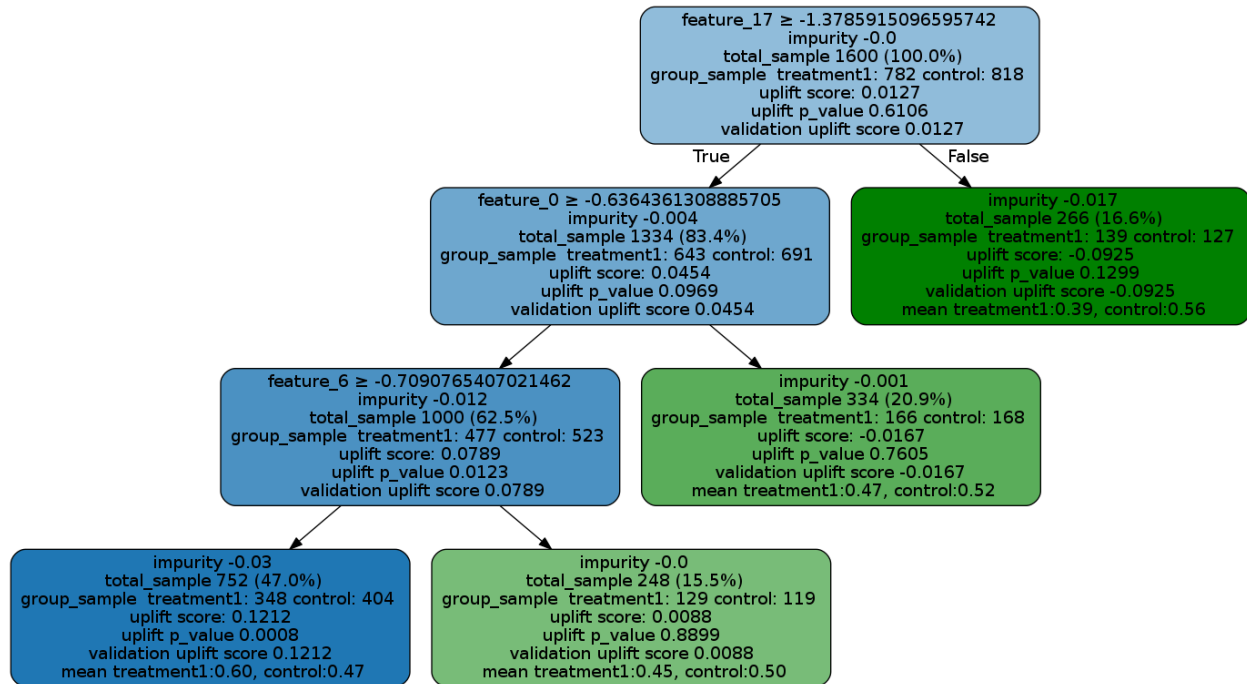 feature_17 ≥ -1.3785915096595742
impurity -0.0
total_sample 1600 (100.0%)
group_sample treatment1: 782 control: 818
uplift score: 0.0127
uplift p_value 0.6106
validation uplift score 0.0127
True
False
feature_0 ≥ -0.6364361308885705
impurity -0.004
total_sample 1334 (83.4%)
group_sample treatment1: 643 control: 691
uplift score: 0.0454
uplift p_value 0.0969
validation uplift score 0.0454
impurity -0.017
total_sample 266 (16.6%)
group_sample treatment1: 139 control: 127
uplift score: -0.0925
uplift p_value 0.1299
validation uplift score -0.0925
mean treatment1:0.39, control:0.56
feature_6 ≥ -0.7090765407021462
impurity -0.012
total_sample 1000 (62.5%)
group_sample treatment1: 477 control: 523
uplift score: 0.0789
uplift p_value 0.0123
validation uplift score 0.0789
impurity -0.001
total_sample 334 (20.9%)
group_sample treatment1: 166 control: 168
uplift score: -0.0167
uplift p_value 0.7605
validation uplift score -0.0167
mean treatment1:0.47, control:0.52
impurity -0.03
total_sample 752 (47.0%)
group_sample treatment1: 348 control: 404
uplift score: 0.1212
uplift p_value 0.0008
validation uplift score 0.1212
mean treatment1:0.60, control:0.47
impurity -0.0
total_sample 248 (15.5%)
group_sample treatment1: 129 control: 119
uplift score: 0.0088
uplift p_value 0.8899
validation uplift score 0.0088
mean treatment1:0.45, control:0.50